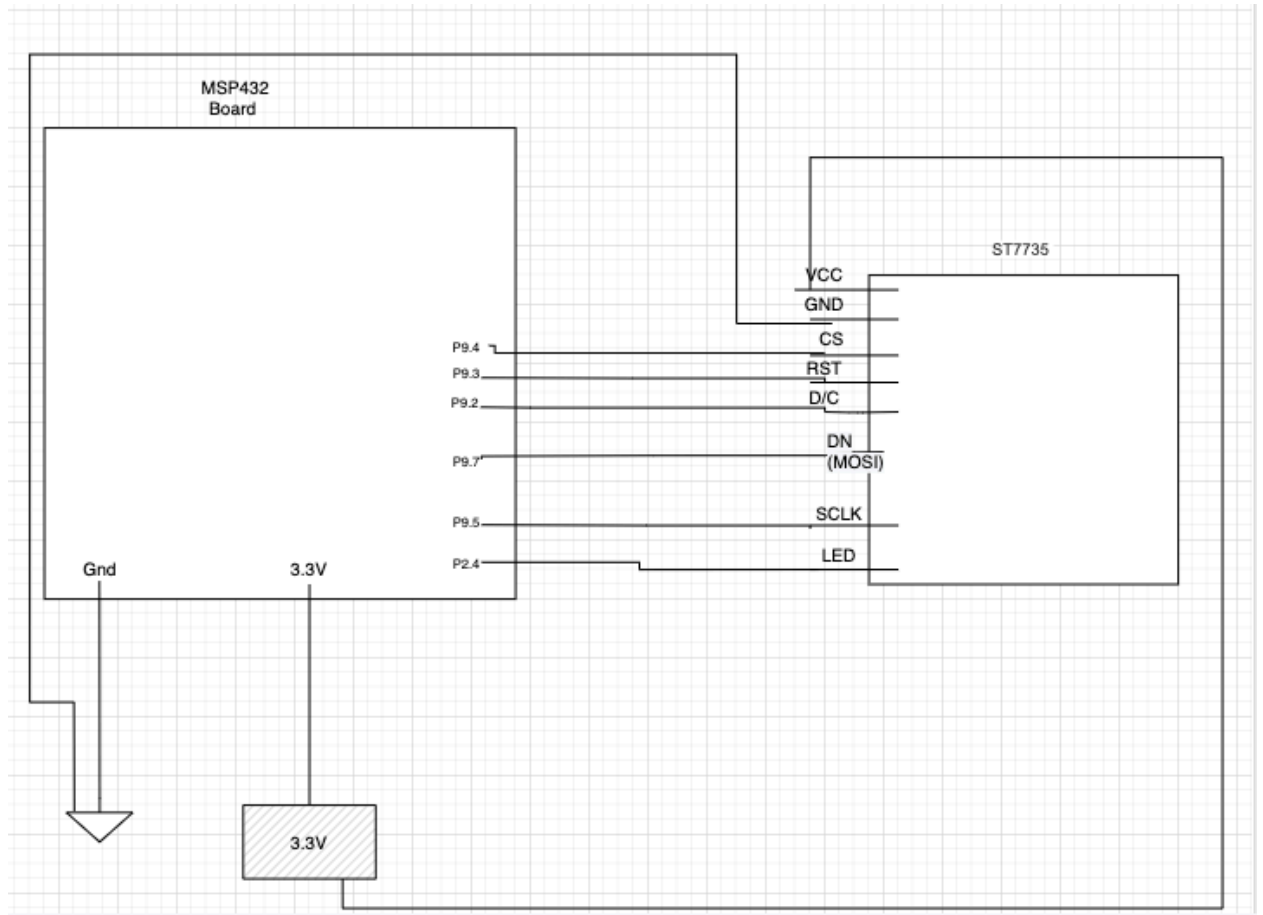 MSP432
Board
ST7735
VCC
GND
CS
RST
D/C
DN
(MOSI)
SCLK
LED
P9.4
P9.3
P9.2
P9.7
P9.5
P2.4
Gnd
3.3V
3.3V